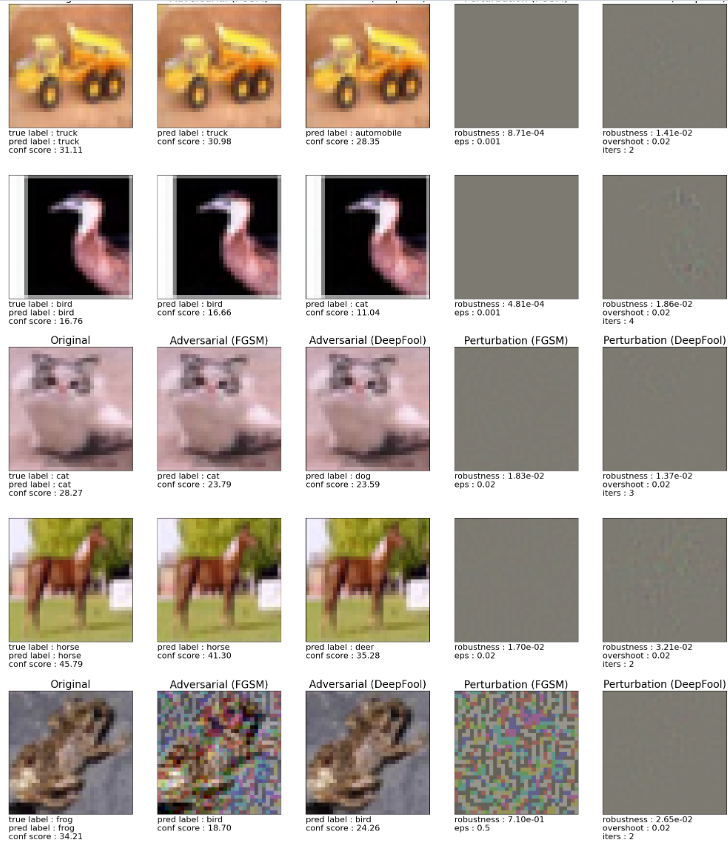 true label : truck
pred label : truck
conf score : 31.11
pred label : truck
conf score : 30.98
pred label : automobile
conf score : 28.35
robustness : 8.71e-04
eps : 0.001
robustness : 1.41e-02
overshoot : 0.02
iters : 2
true label : bird
pred label : bird
conf score : 16.76
pred label : bird
conf score : 16.66
pred label : cat
conf score : 11.04
robustness : 4.81e-04
eps : 0.001
robustness : 1.86e-02
overshoot : 0.02
iters : 4
Original
Adversarial (FGSM)
Adversarial (DeepFool)
Perturbation (FGSM)
Perturbation (DeepFool)
true label : cat
pred label : cat
conf score : 28.27
pred label : cat
conf score : 23.79
pred label : dog
conf score : 23.59
robustness : 1.83e-02
eps : 0.02
robustness : 1.37e-02
overshoot : 0.02
iters : 3
true label : horse
pred label : horse
conf score : 45.79
pred label : horse
conf score : 41.30
pred label : deer
conf score : 35.28
robustness : 1.70e-02
eps : 0.02
robustness : 3.21e-02
overshoot : 0.02
iters : 2
Original
Adversarial (FGSM)
Adversarial (DeepFool)
Perturbation (FGSM)
Perturbation (DeepFool)
true label : frog
pred label : frog
conf score : 34.21
pred label : bird
conf score : 18.70
pred label : bird
conf score : 24.26
robustness : 7.10e-01
eps : 0.5
robustness : 2.65e-02
overshoot : 0.02
iters : 2